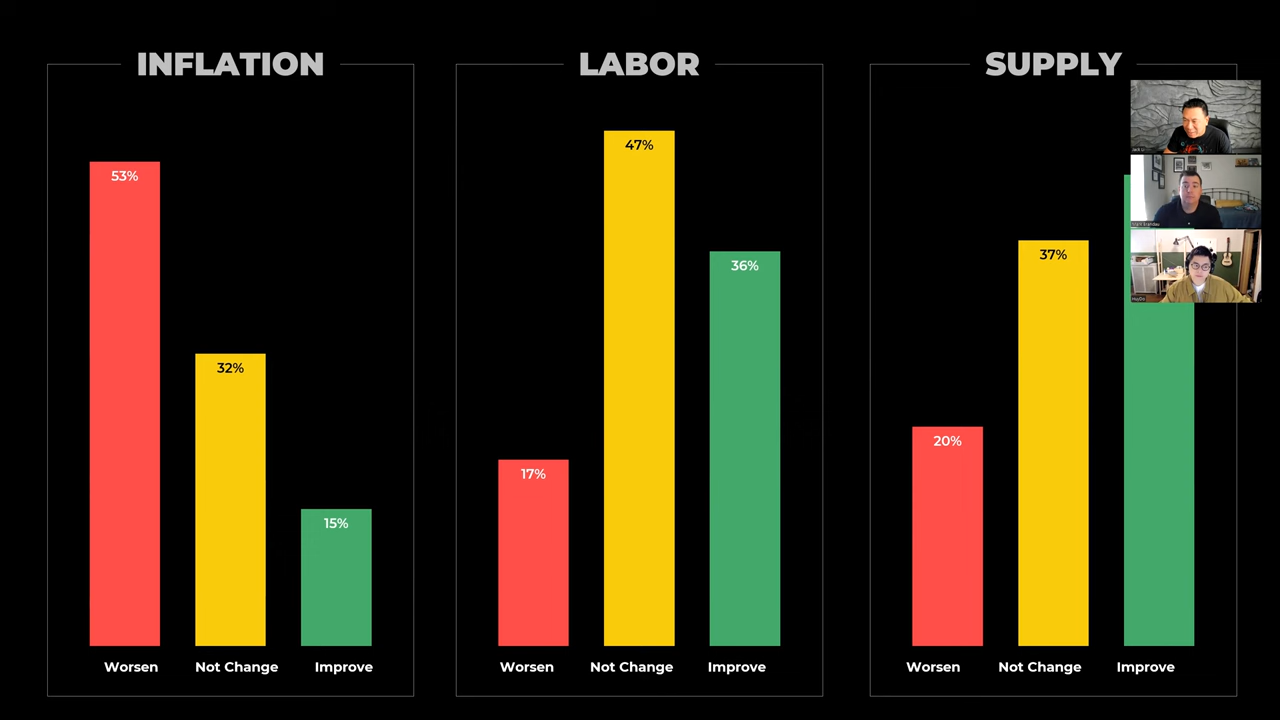 INFLATION
53%
32%
15%
Worsen
Not Change
Improve
LABOR
47%
36%
17%
Worsen
Not Change
Improve
SUPPLY
37%
20%
Worsen
Not Change
Improve